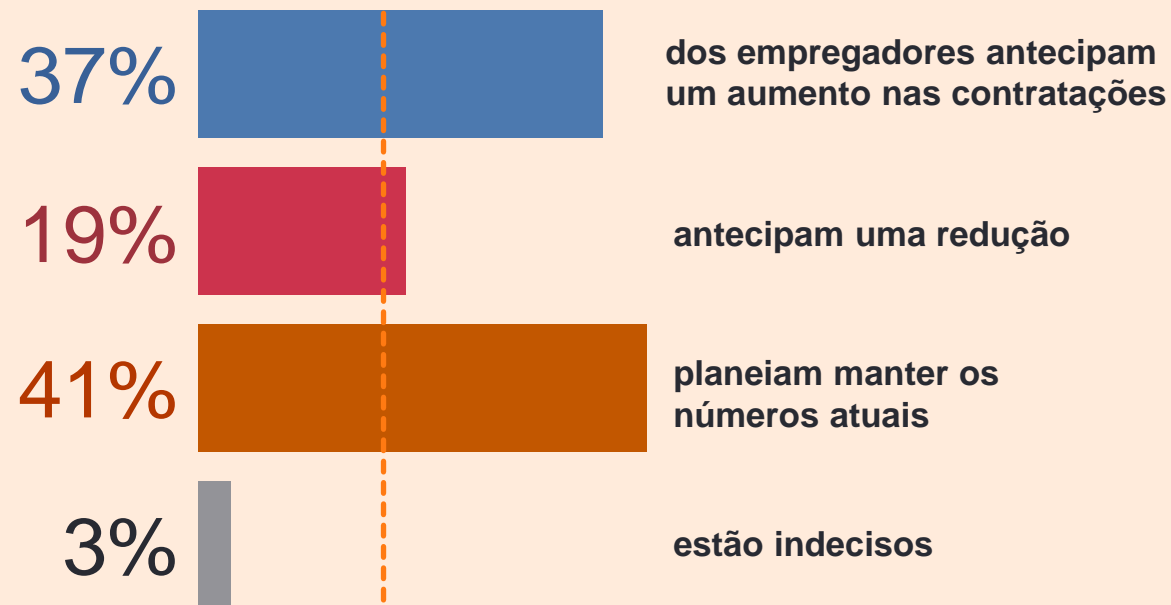 37%
dos empregadores antecipam
um aumento nas contratações
19%
antecipam uma redução
41%
planeiam manter os
números atuais
3%
estão indecisos